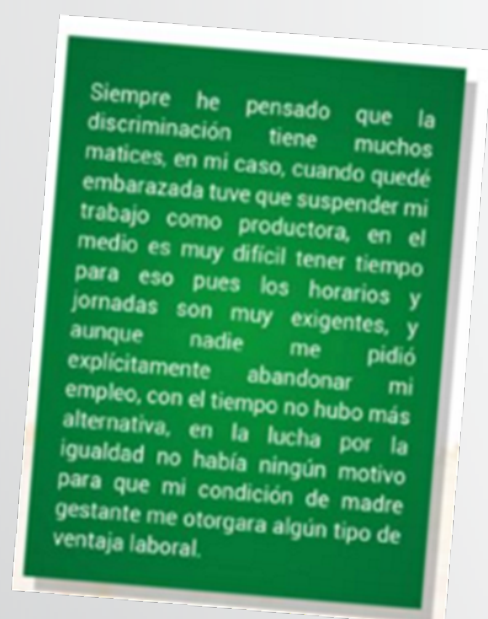 Siempre he pensado que la
discriminación tiene muchos
matices, en mi caso, cuando quedé
embarazada tuve que suspender mi
trabajo como productora, en el
medio es muy difícil tener tiempo
para eso pues los horarios y
jornadas son muy exigentes, y
aunque nadie me pidió
explícitamente abandonar mi
empleo, con el tiempo no hubo más
alternativa, en la lucha por la
igualdad no había ningún motivo
para que mi condición de madre
gestante me otorgara algún tipo de
ventaja laboral.